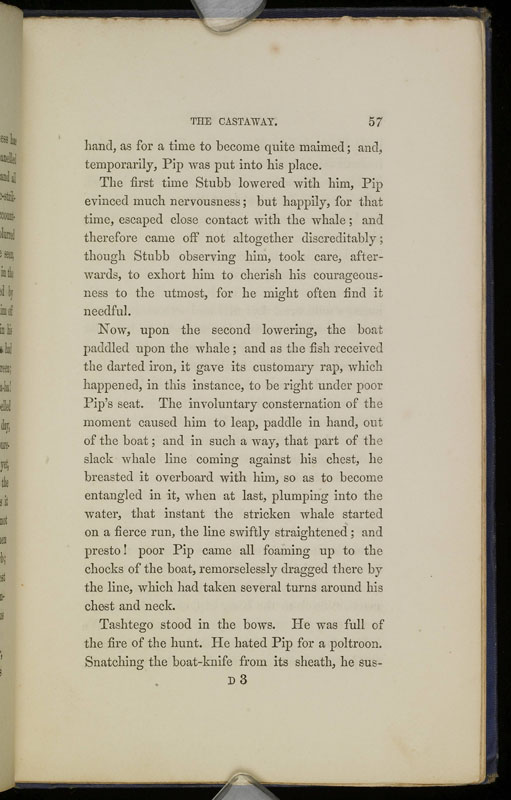 THE CASTAWAY. 57
hand, as for a time to become quite maimed; and,
temporarily, Pip was put into his place.
The first time Stubb lowered with him, Pip
evinced much nervousness; but happily, for that
time, escaped close contact with the whale; and
therefore came off not altogether discreditably;
though Stubb observing him, took care, after-
wards, to exhort him to cherish his courageous-
ness to the utmost, for he might often find it
needful.
Now, upon the second lowering, the boat
paddled upon the whale; and as the fish received
the darted iron, it gave its customary rap, which
happened, in this instance, to be right under poor
Pip's seat. The involuntary consternation of the
moment caused him to leap, paddle in hand, out
of the boat; and in such a way, that part of the
slack whale line coming against his chest, he
breasted it overboard with him, so as to become
entangled in it, when at last, plumping into the
water, that instant the stricken whale started
on a fierce run, the line swiftly straightened; and
presto! poor Pip came all foaming up to the
chocks of the boat, remorselessly dragged there by
the line, which had taken several turns around his
chest and neck.
Tashtego stood in the bows. He was full of
the fire of the hunt. He hated Pip for a poltroon.
Snatching the boat-knife from its sheath, he sus-
D 3